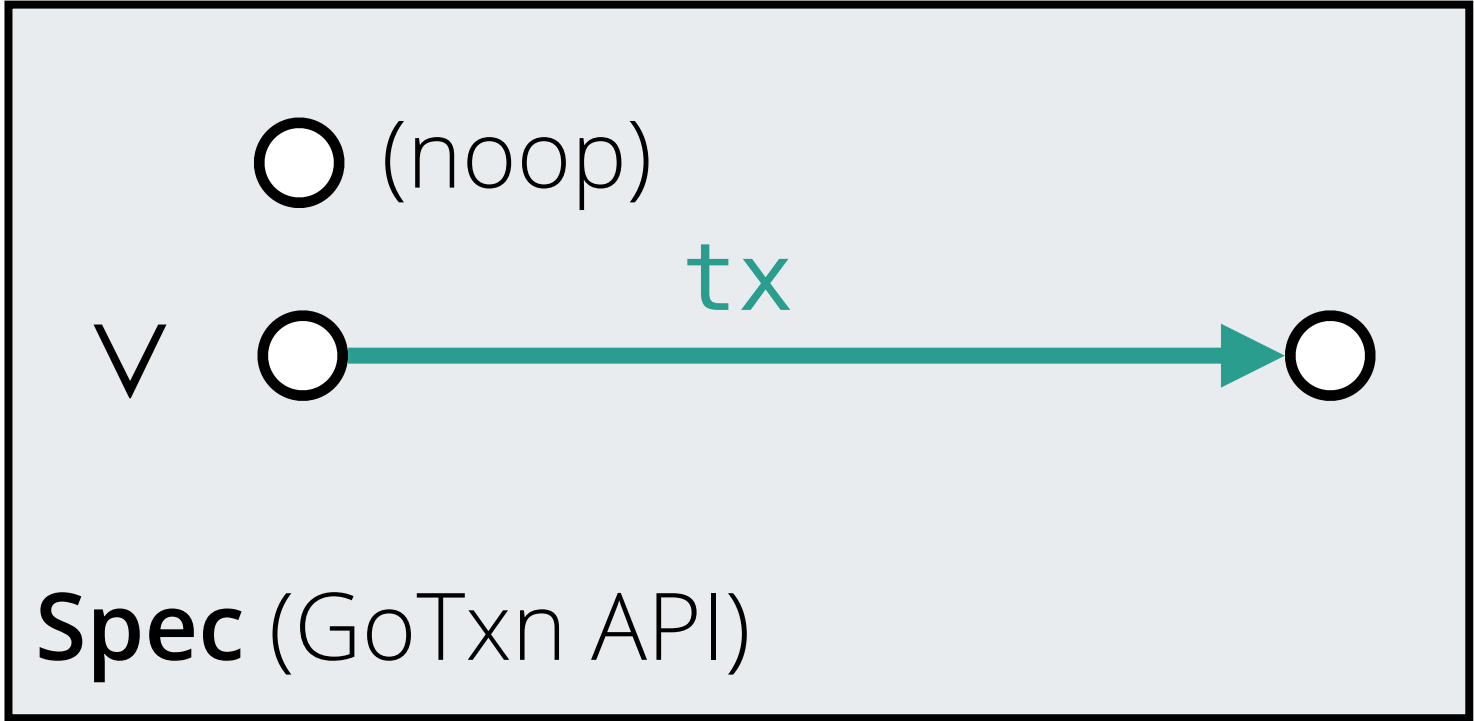 (noop)
tx
∨
Spec (GoTxn API)